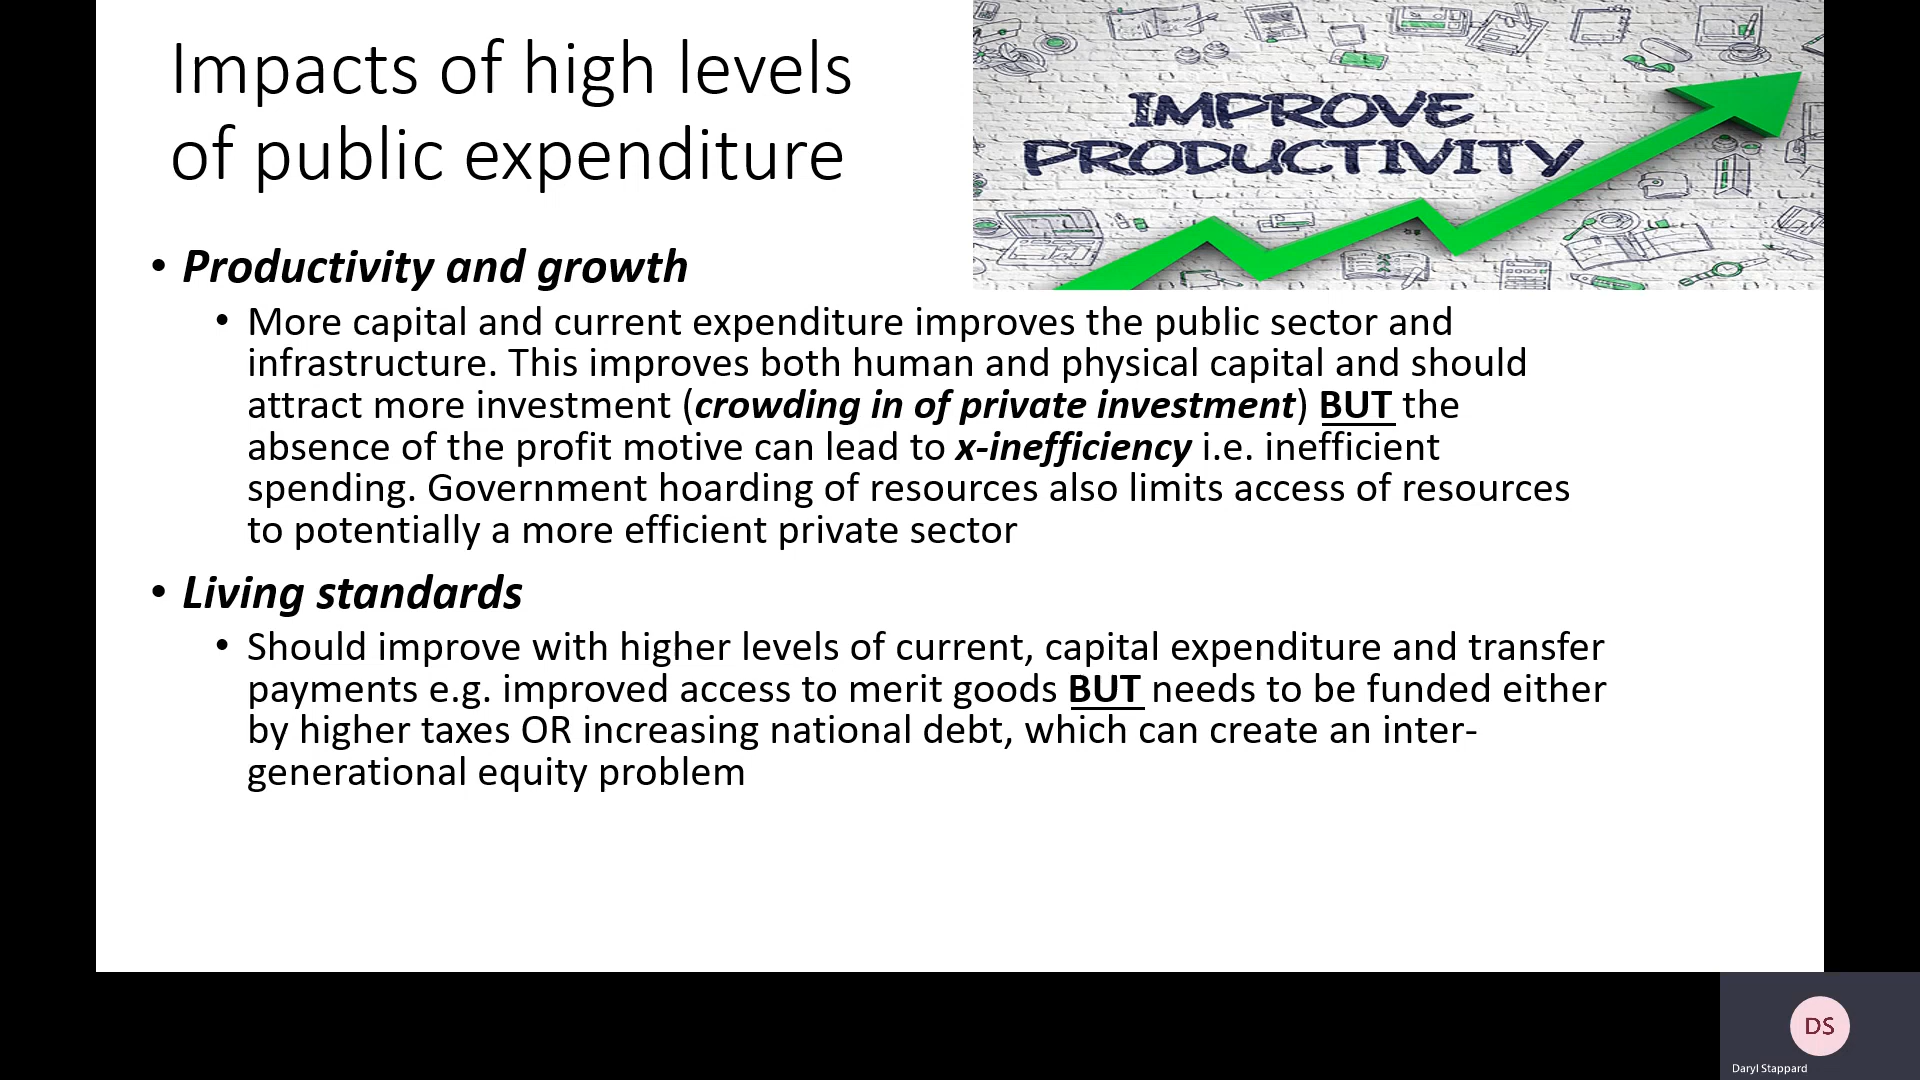 Impacts of high levels
of public expenditure
IMPROVE
PRODUCTIVITY
• Productivity and growth
• More capital and current expenditure improves the public sector and
infrastructure. This improves both human and physical capital and should
attract more investment (crowding in of private investment) BUT the
absence of the profit motive can lead to x-inefficiency i.e. inefficient
spending. Government hoarding of resources also limits access of resources
to potentially a more efficient private sector
• Living standards
• Should improve with higher levels of current, capital expenditure and transfer
payments e.g. improved access to merit goods BUT needs to be funded either
by higher taxes OR increasing national debt, which can create an inter-
generational equity problem
DS
Daryl Stappard